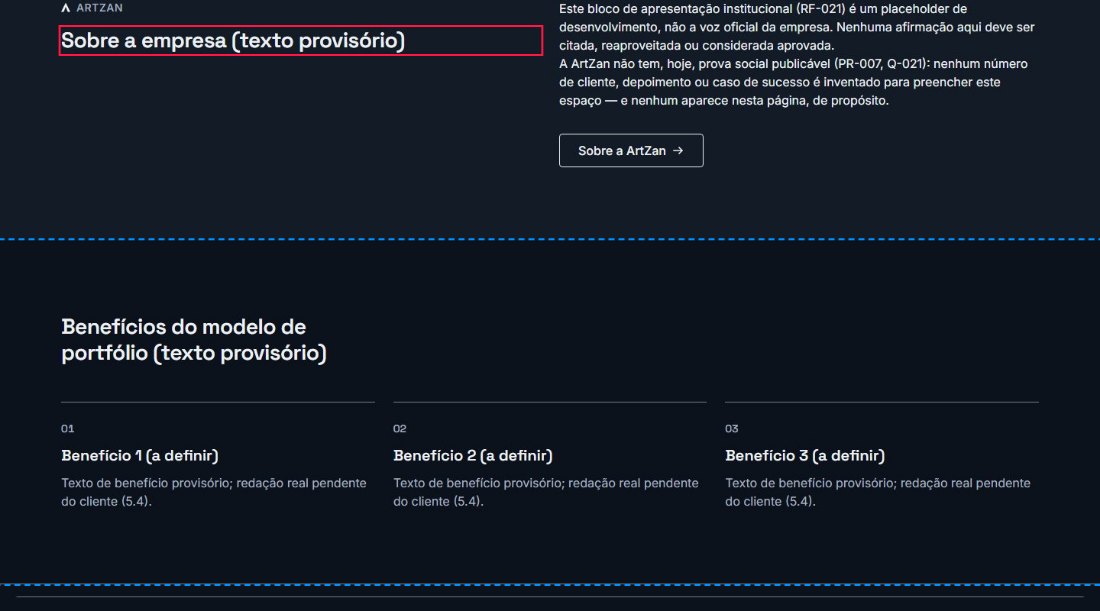 ARTZAN
Sobre a empresa (texto provisório)
Este bloco de apresentação institucional (RF-021) é um placeholder de
desenvolvimento, não a voz oficial da empresa. Nenhuma afirmação aqui deve ser
citada, reaproveitada ou considerada aprovada.
A ArtZan não tem, hoje, prova social publicável (PR-007, Q-021): nenhum número
de cliente, depoimento ou caso de sucesso é inventado para preencher este
espaço — e nenhum aparece nesta página, de propósito.
Sobre a ArtZan →
Benefícios do modelo de
portfólio (texto provisório)
01
Benefício 1 (a definir)
Texto de benefício provisório; redação real pendente
do cliente (5.4).
02
Benefício 2 (a definir)
Texto de benefício provisório; redação real pendente
do cliente (5.4).
03
Benefício 3 (a definir)
Texto de benefício provisório; redação real pendente
do cliente (5.4).